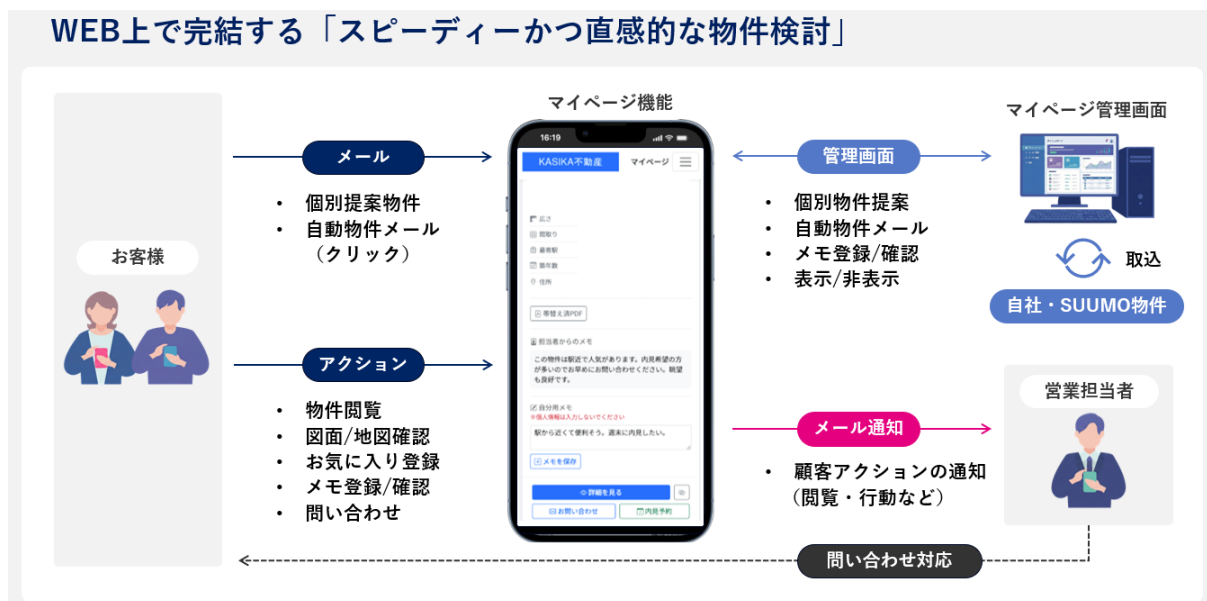 WEB上で完結する「スピーディーかつ直感的な物件検討」
お客様
メール
・ 個別提案物件
・ 自動物件メール
（クリック）
アクション
・ 物件閲覧
・ 図面/地図確認
・ お気に入り登録
・ メモ登録/確認
・ 問い合わせ
マイページ機能
16:19
KASIKA不動産
マイページ
広さ
間取り
最寄駅
築年数
住所
帯替え済PDF
担当者からのメモ
この物件は駅近で人気があります。内見希望の方
が多いのでお早めにお問い合わせください。眺望
も良好です。
自分用メモ
※個人情報は入力しないでください
駅から近くて便利そう。週末に内見したい。
メモを保存
詳細を見る
お問い合わせ
内見予約
管理画面
・ 個別物件提案
・ 自動物件メール
・ メモ登録/確認
・ 表示/非表示
マイページ管理画面
取込
自社・SUUMO物件
メール通知
・ 顧客アクションの通知
（閲覧・行動など）
営業担当者
問い合わせ対応